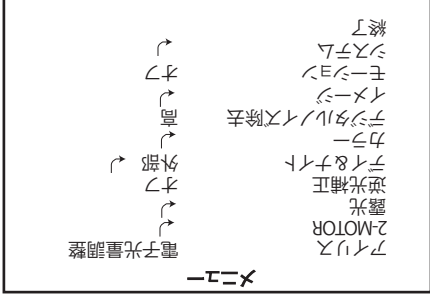 メニュー
アイリス 電子光量調整
2-MOTOR ⤶
露光 ⤶
逆光補正 オフ
デイ&ナイト 外部 ⤶
カラー ⤶
デジタルノイズ除去 高
イメージ ⤶
モーション オフ
システム ⤶
終了